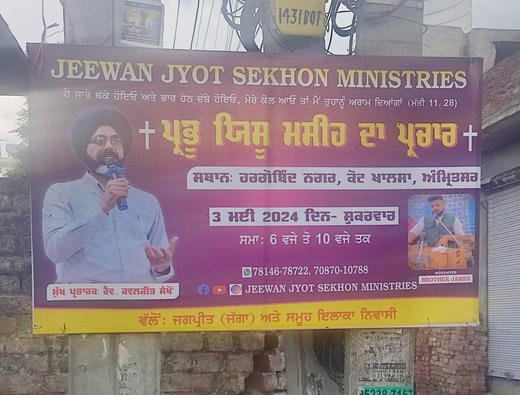 1431BOT
JEEWAN JYOT SEKHON MINISTRIES
ਹੇ ਸਾਰੇ ਥੱਕੇ ਹੋਇਓ ਅਤੇ ਭਾਰ ਹੇਠ ਦੱਬੇ ਹੋਇਓ, ਮੇਰੇ ਕੋਲ ਆਓ ਤਾਂ ਮੈਂ ਤੁਹਾਨੂੰ ਅਰਾਮ ਦਿਆਂਗਾ (ਮੱਤੀ 11. 28)
ਪ੍ਰਭੂ ਯਿਸੂ ਮਸੀਹ ਦਾ ਪ੍ਰਚਾਰ
ਸਥਾਨ: ਹਰਗੋਬਿੰਦ ਨਗਰ, ਕੋਟ ਖਾਲਸਾ, ਅੰਮ੍ਰਿਤਸਰ
3 ਮਈ 2024 ਦਿਨ- ਸ਼ੁਕਰਵਾਰ
ਸਮਾਂ: 6 ਵਜੇ ਤੋਂ 10 ਵਜੇ ਤਕ
78146-78722, 70870-10788
WORSHIPER
BROTHER JAMES
ਮੁੱਖ ਪ੍ਰਚਾਰਕ: ਰੈਵ. ਕਵਲਜੀਤ ਸੇਖੋਂ
JEEWAN JYOT SEKHON MINISTRIES
ਵੱਲੋਂ: ਜਗਪ੍ਰੀਤ (ਜੱਗਾ) ਅਤੇ ਸਮੂਹ ਇਲਾਕਾ ਨਿਵਾਸੀ